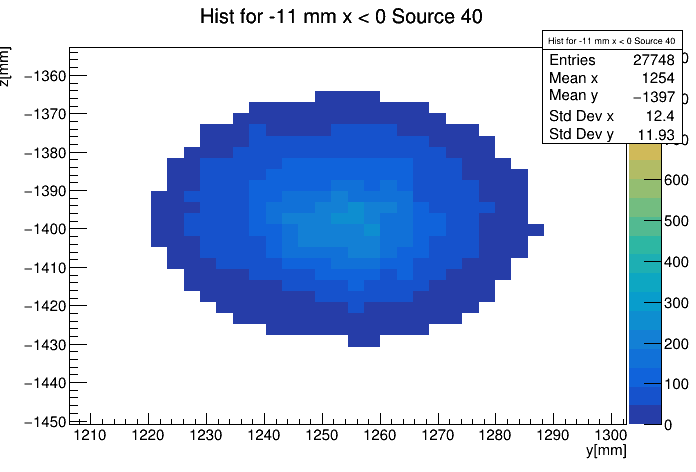 Hist for -11 mm x < 0 Source 40
z[mm]
Hist for -11 mm x < 0 Source 40
Entries 27748
Mean x 1254
Mean y −1397
Std Dev x 12.4
Std Dev y 11.93
−1360
−1370
−1380
−1390
−1400
−1410
−1420
−1430
−1440
−1450
600
500
400
300
200
100
0
1210 1220 1230 1240 1250 1260 1270 1280 1290 1300
y[mm]